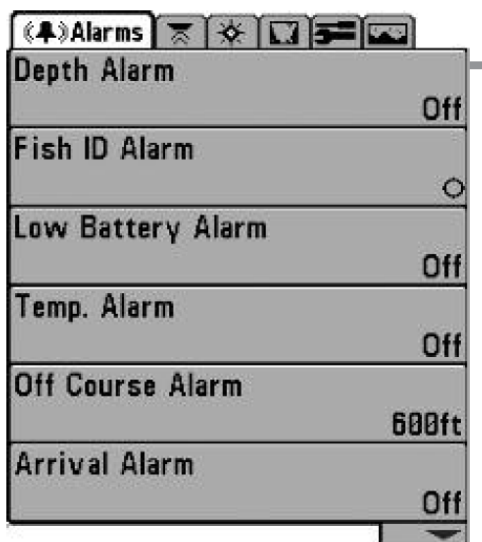 Alarms
Depth Alarm
Off
Fish ID Alarm
Low Battery Alarm
Off
Temp. Alarm
Off
Off Course Alarm
600ft
Arrival Alarm
Off